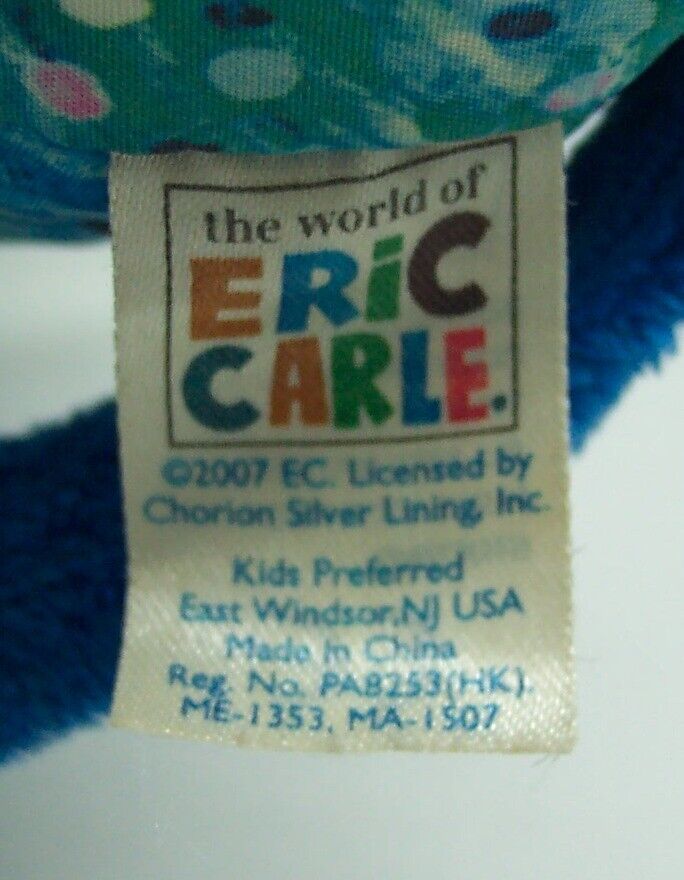 the world of
ERiC
CARLE.
©2007 EC. Licensed by
Chorion Silver Lining, Inc.
Kids Preferred
East Windsor,NJ USA
Made in China
Reg. No. PA8253(HK).
ME-1353, MA-1507